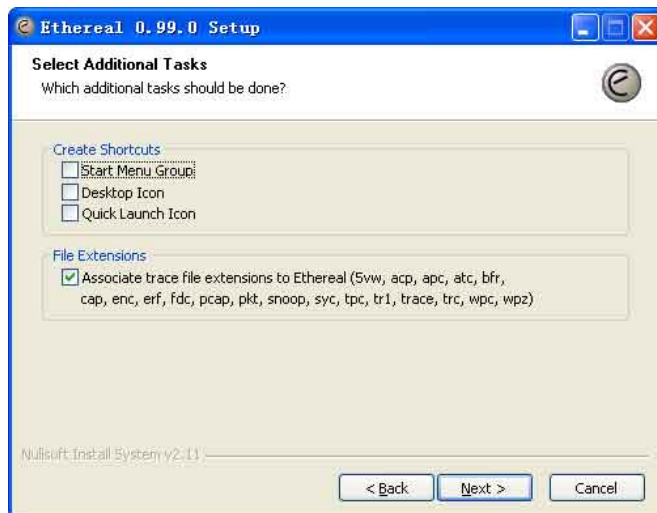 Ethereal 0.99.0 Setup
Select Additional Tasks
Which additional tasks should be done?
Create Shortcuts
Start Menu Group
Desktop Icon
Quick Launch Icon
File Extensions
Associate trace file extensions to Ethereal (5vw, acp, apc, atc, bfr,
cap, enc, erf, fdc, pcap, pkt, snoop, syc, tpc, tr1, trace, trc, wpc, wpz)
Nullsoft Install System v2.11
< Back Next > Cancel